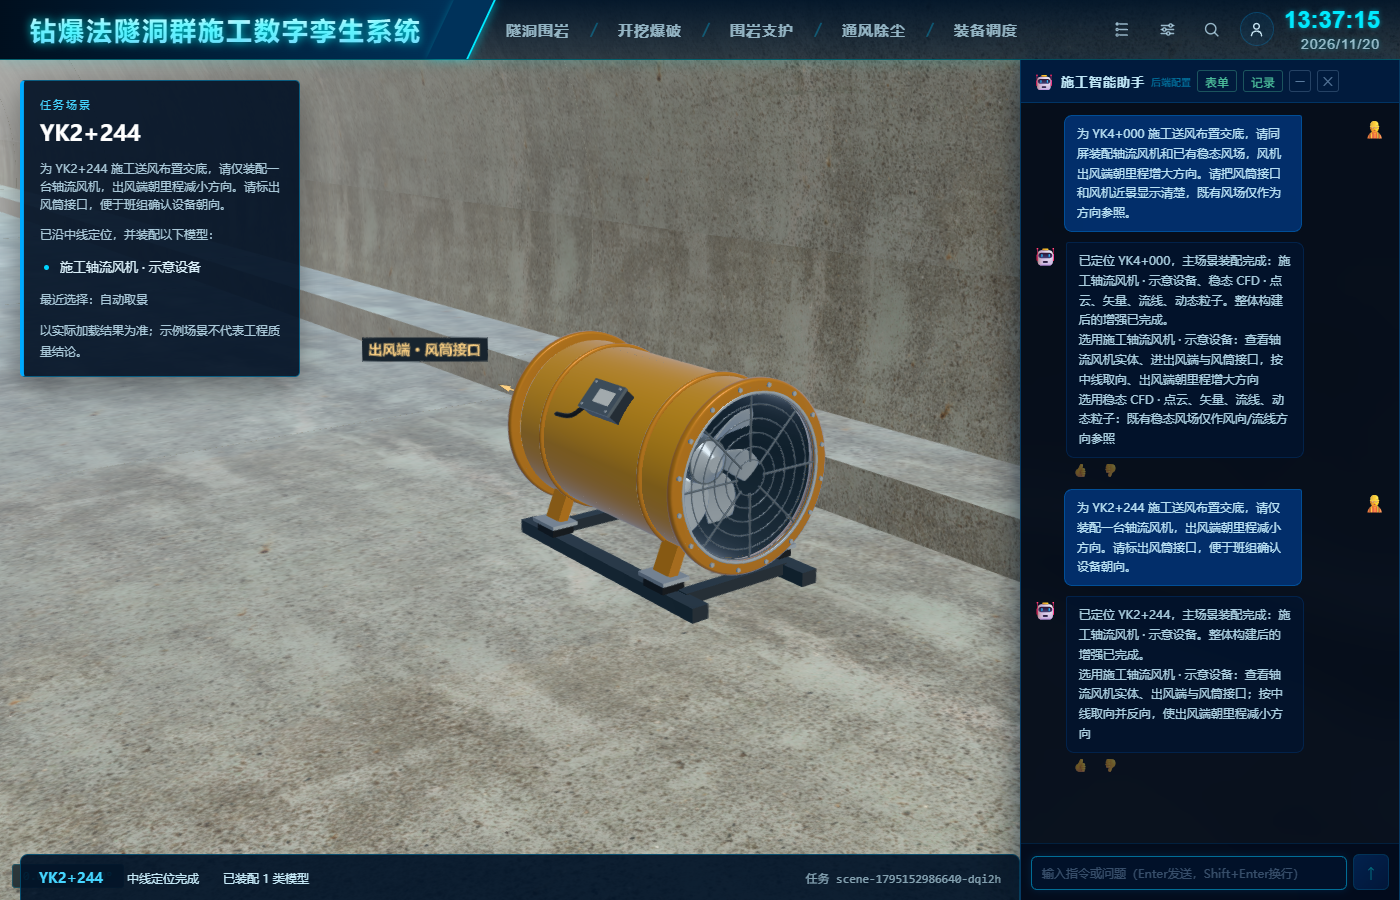 钻爆法隧洞群施工数字孪生系统
隧洞围岩 / 开挖爆破 / 围岩支护 / 通风除尘 / 装备调度
13:37:15
2026/11/20
任务场景
YK2+244
为 YK2+244 施工送风布置交底，请仅装配一
台轴流风机，出风端朝里程减小方向。请标出
风筒接口，便于班组确认设备朝向。
已沿中线定位，并装配以下模型：
施工轴流风机 · 示意设备
最近选择：自动取景
以实际加载结果为准；示例场景不代表工程质
量结论。
出风端 · 风筒接口
YK2+244 中线定位完成 已装配 1 类模型
任务 scene-1795152986640-dqi2h
施工智能助手 后端配置 表单 记录
为 YK4+000 施工送风布置交底，请同
屏装配轴流风机和已有稳态风场，风机
出风端朝里程增大方向。请把风筒接口
和风机近景显示清楚，既有风场仅作为
方向参照。
已定位 YK4+000，主场景装配完成：施
工轴流风机 · 示意设备、稳态 CFD · 点
云、矢量、流线、动态粒子。整体构建
后的增强已完成。
选用施工轴流风机 · 示意设备：查看轴
流风机实体、进出风端与风筒接口，按
中线取向、出风端朝里程增大方向
选用稳态 CFD · 点云、矢量、流线、动
态粒子：既有稳态风场仅作风向/流线方
向参照
为 YK2+244 施工送风布置交底，请仅
装配一台轴流风机，出风端朝里程减小
方向。请标出风筒接口，便于班组确认
设备朝向。
已定位 YK2+244，主场景装配完成：施
工轴流风机 · 示意设备。整体构建后的
增强已完成。
选用施工轴流风机 · 示意设备：查看轴
流风机实体、出风端与风筒接口；按中
线取向并反向，使出风端朝里程减小方
向
输入指令或问题（Enter发送，Shift+Enter换行）